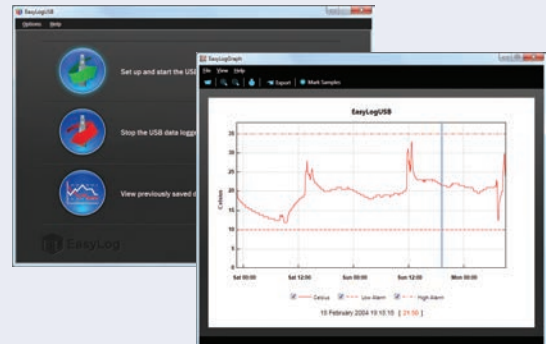 EasyLogUSB
Options Help
Set up and start the USB
Stop the USB data logge
View previously saved d
EasyLog
EasyLogGraph
File View Help
Export Mark Samples
EasyLogUSB
35
30
25
20
15
10
5
0
Celsius
Sat 00:00 Sat 12:00 Sun 00:00 Sun 12:00 Mon 00:00
Celsius Low Alarm High Alarm